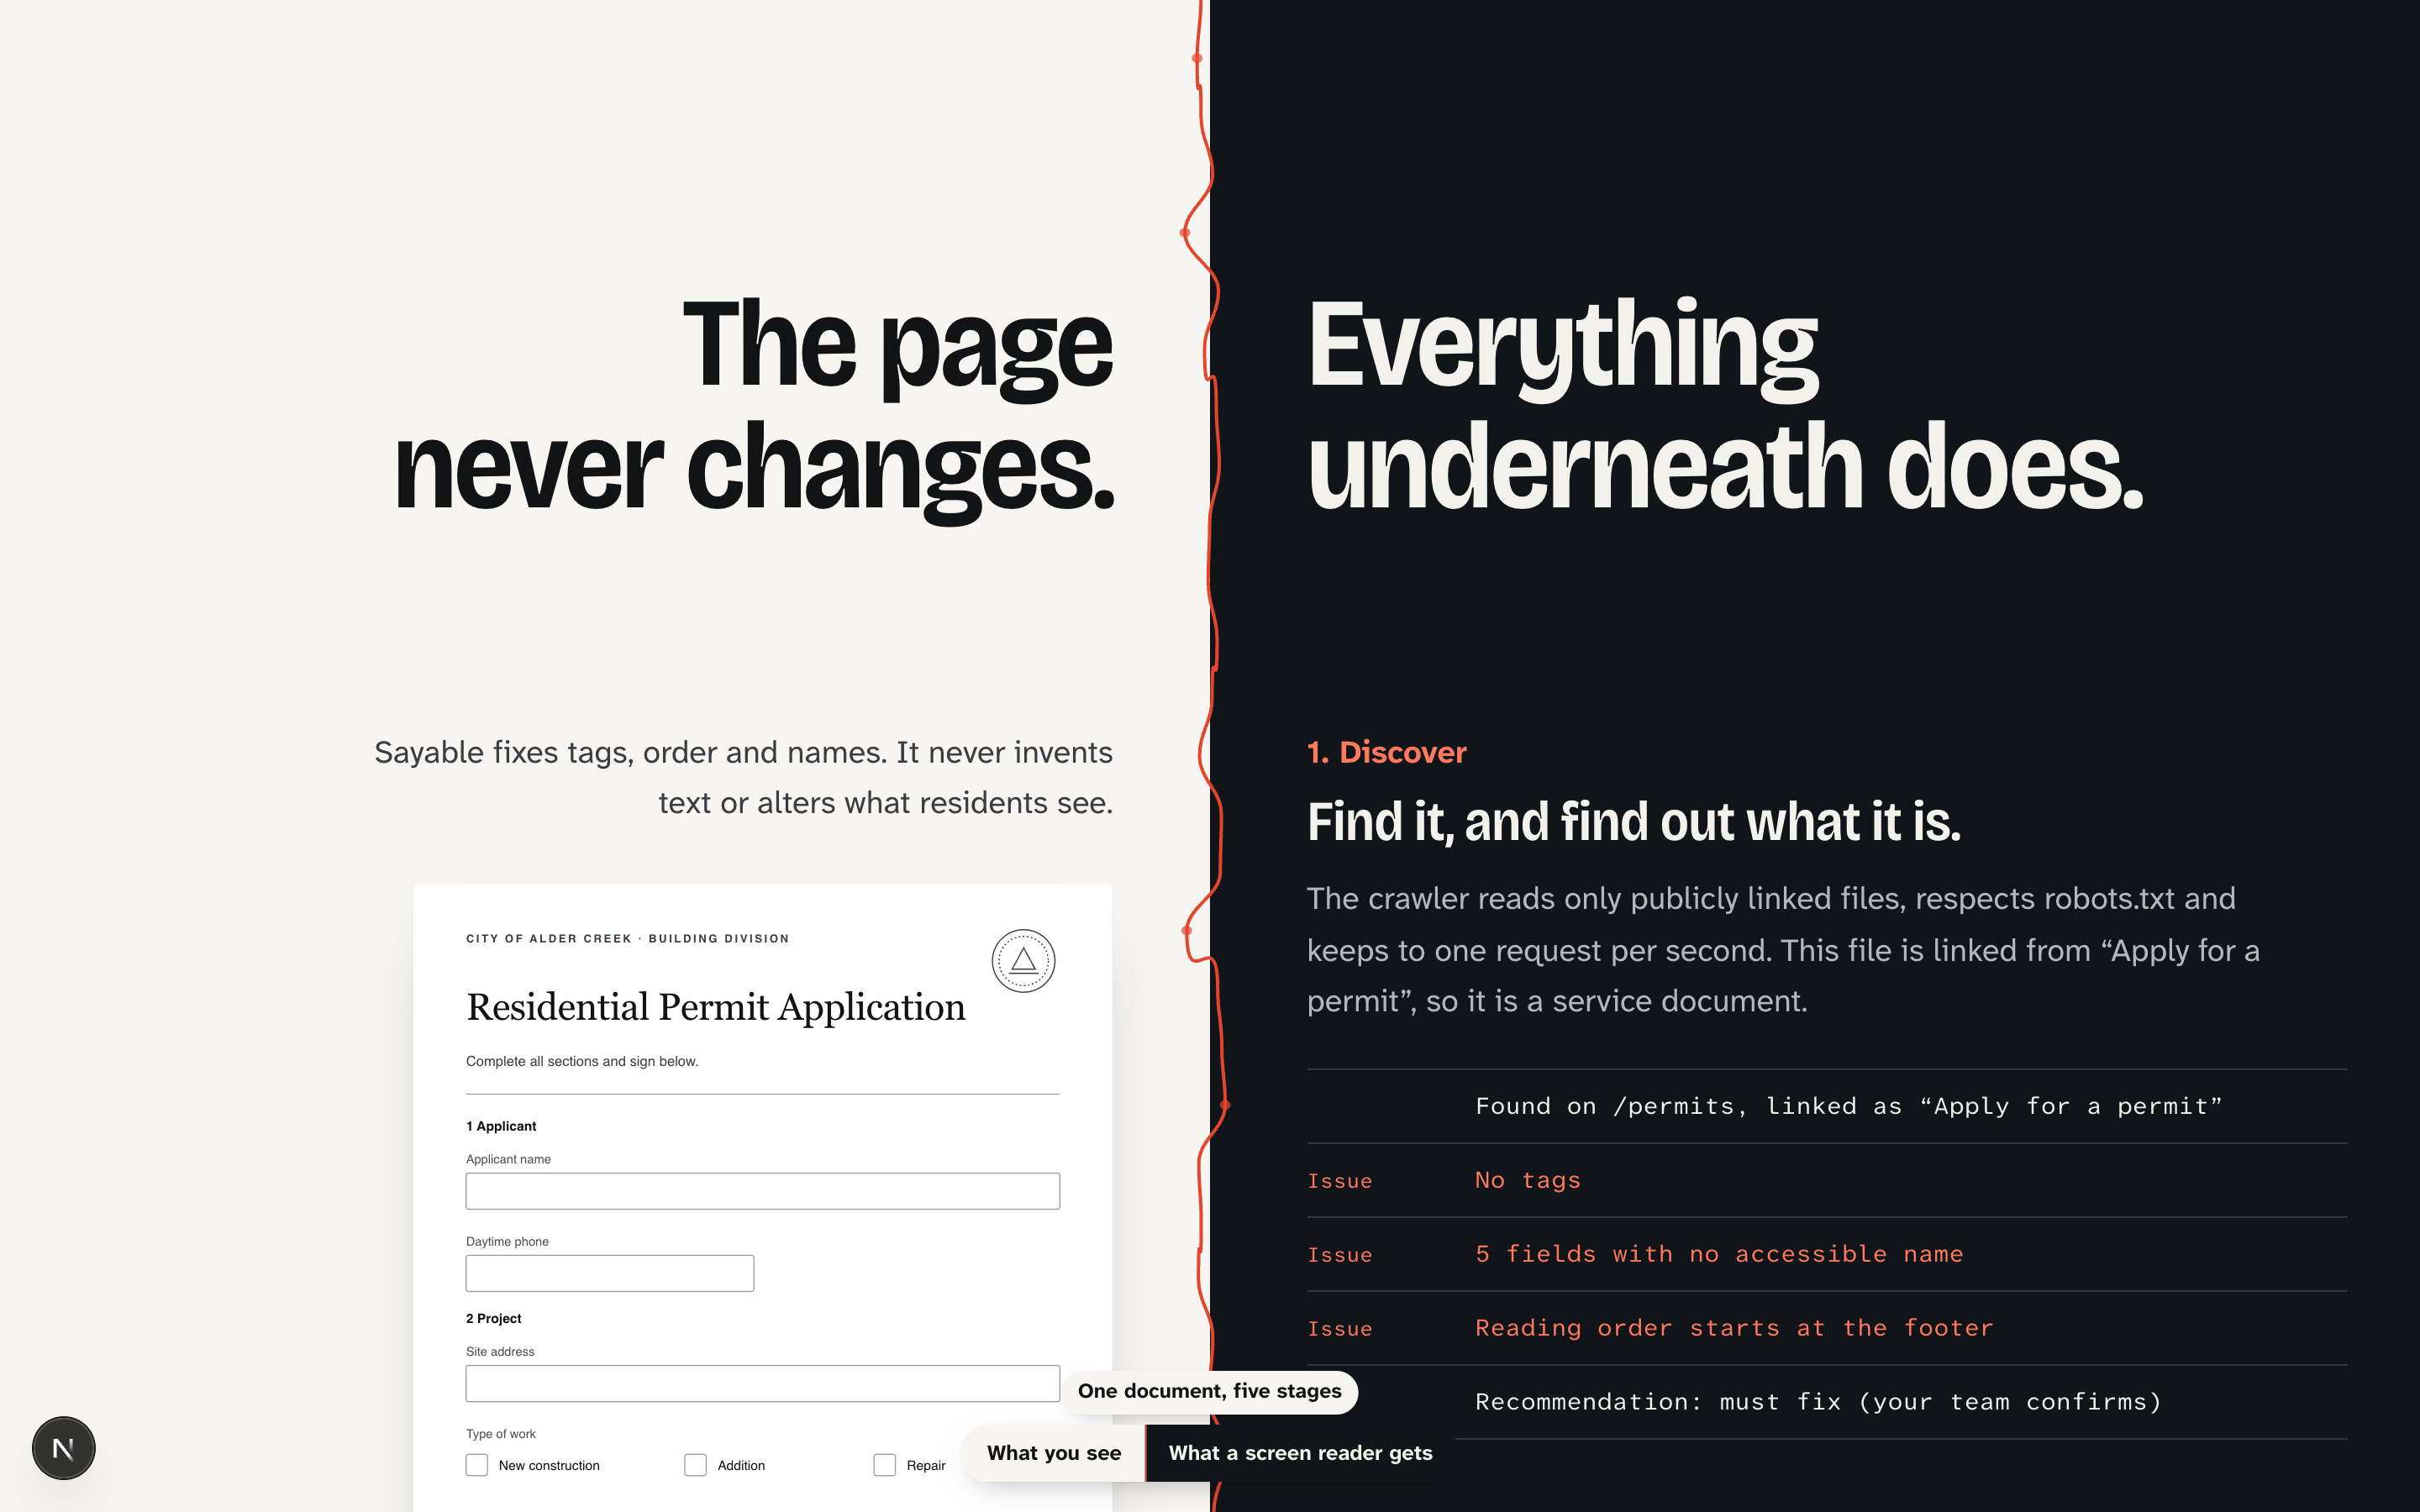 The page
never changes.
Everything
underneath does.
Sayable fixes tags, order and names. It never invents
text or alters what residents see.
CITY OF ALDER CREEK · BUILDING DIVISION
Residential Permit Application
Complete all sections and sign below.
1 Applicant
Applicant name
Daytime phone
2 Project
Site address
Type of work
New construction
Addition
Repair
1. Discover
Find it, and find out what it is.
The crawler reads only publicly linked files, respects robots.txt and
keeps to one request per second. This file is linked from “Apply for a
permit”, so it is a service document.
Found on /permits, linked as “Apply for a permit”
Issue No tags
Issue 5 fields with no accessible name
Issue Reading order starts at the footer
Recommendation: must fix (your team confirms)
One document, five stages
What you see
What a screen reader gets
N